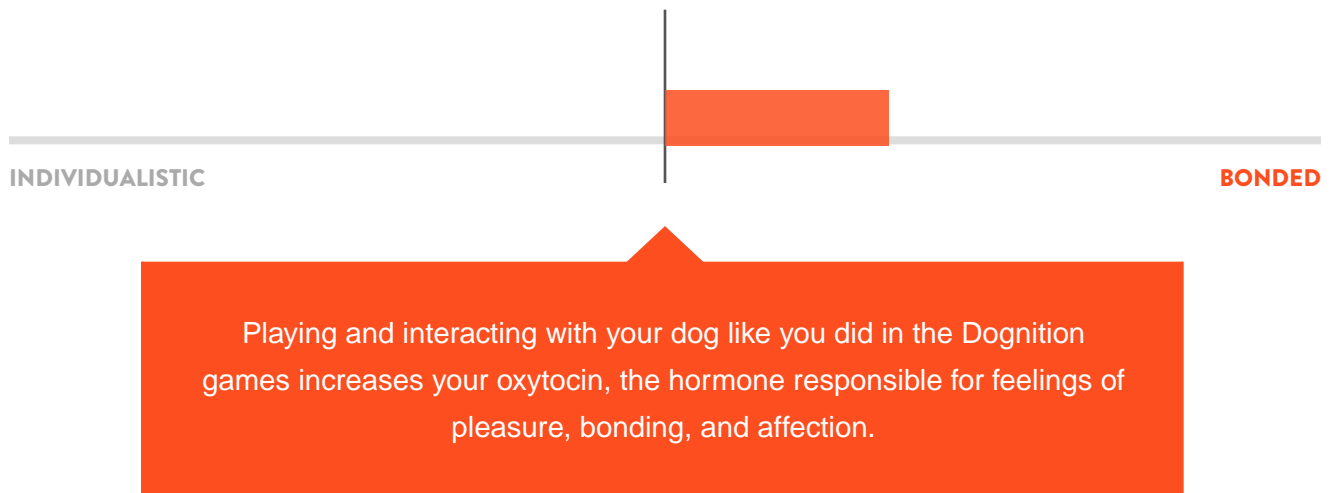 INDIVIDUALISTIC
BONDED
Playing and interacting with your dog like you did in the Dognition
games increases your oxytocin, the hormone responsible for feelings of
pleasure, bonding, and affection.